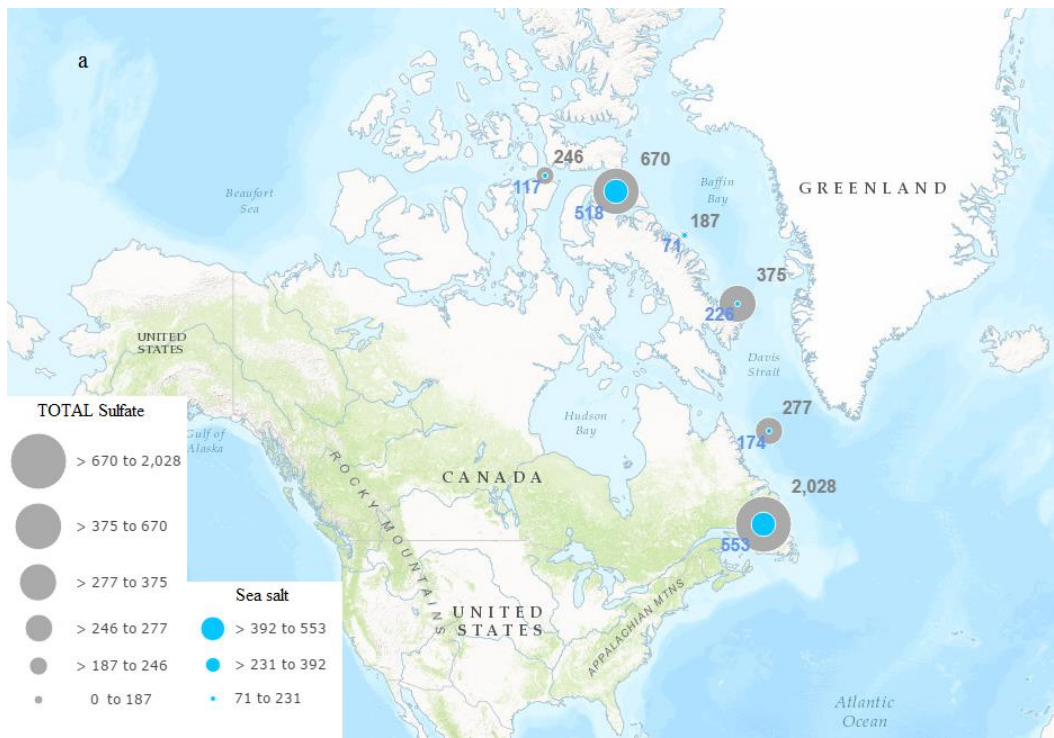 a
246
670
117
518
Baffin
Bay
GREENLAND
Beaufort
Sea
187
71
375
226
UNITED
STATES
Davis
Strait
277
174
Hudson
Bay
Gulf of
Alaska
ROCKY MOUNTAINS
CANADA
2,028
553
UNITED
STATES
APPALACHIAN MTNS
Atlantic
Ocean
TOTAL Sulfate
> 670 to 2,028
> 375 to 670
> 277 to 375
> 246 to 277
> 187 to 246
0 to 187
Sea salt
> 392 to 553
> 231 to 392
71 to 231